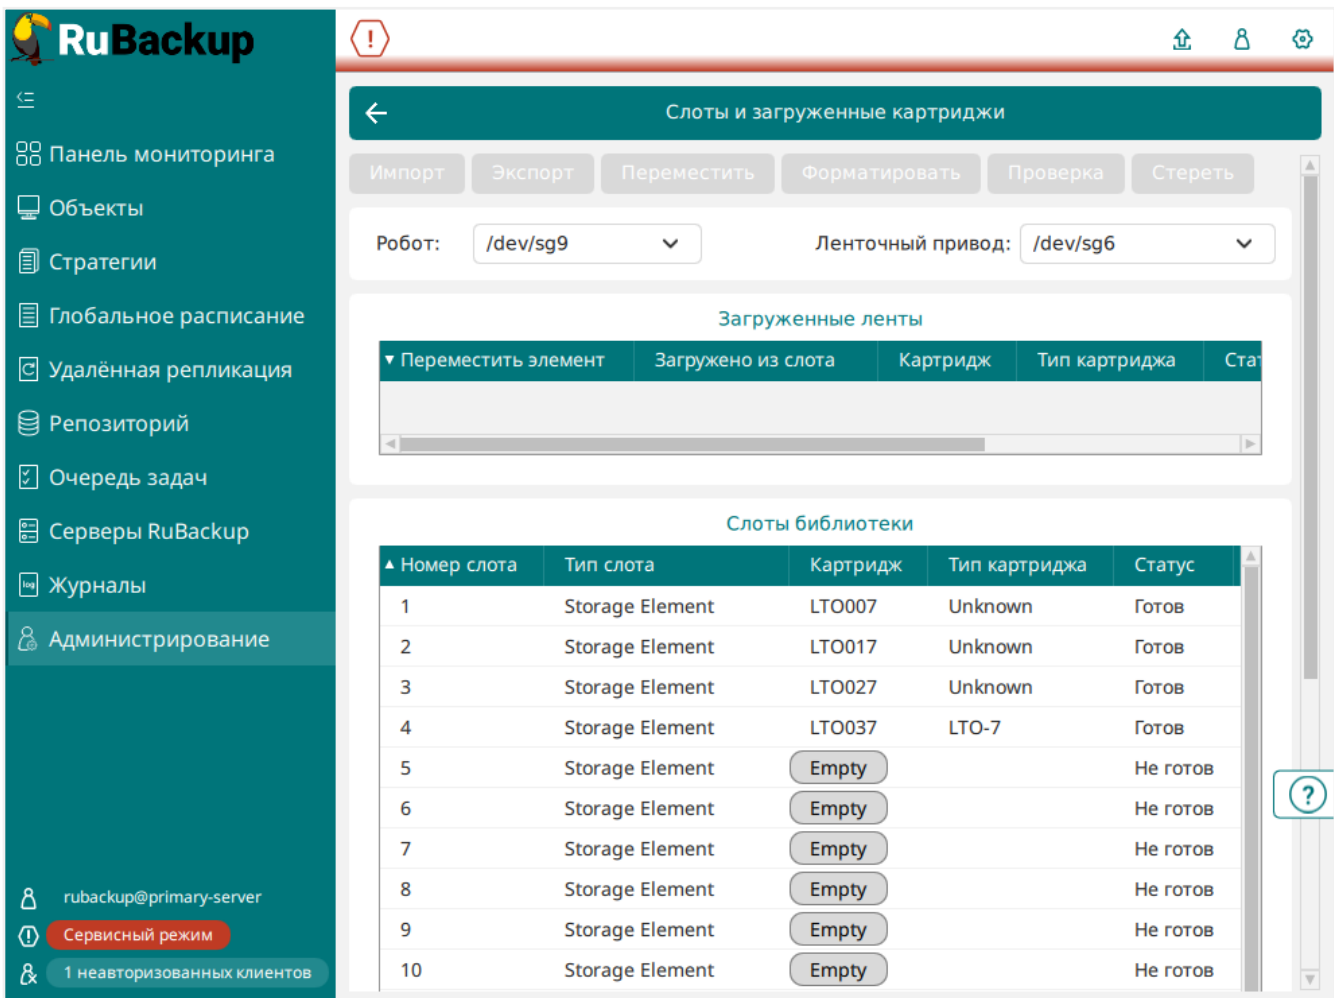 RuBackup
Панель мониторинга
Объекты
Стратегии
Глобальное расписание
Удалённая репликация
Репозиторий
Очередь задач
Серверы RuBackup
log Журналы
Администрирование
rubackup@primary-server
Сервисный режим
1 неавторизованных клиентов
Слоты и загруженные картриджи
Импорт Экспорт Переместить Форматировать Проверка Стереть
Робот: /dev/sg9 Ленточный привод: /dev/sg6
Загруженные ленты
Переместить элемент Загружено из слота Картридж Тип картриджа Стат
Слоты библиотеки
Номер слота Тип слота Картридж Тип картриджа Статус
1 Storage Element LTO007 Unknown Готов
2 Storage Element LTO017 Unknown Готов
3 Storage Element LTO027 Unknown Готов
4 Storage Element LTO037 LTO-7 Готов
5 Storage Element Empty Не готов
6 Storage Element Empty Не готов
7 Storage Element Empty Не готов
8 Storage Element Empty Не готов
9 Storage Element Empty Не готов
10 Storage Element Empty Не готов
?